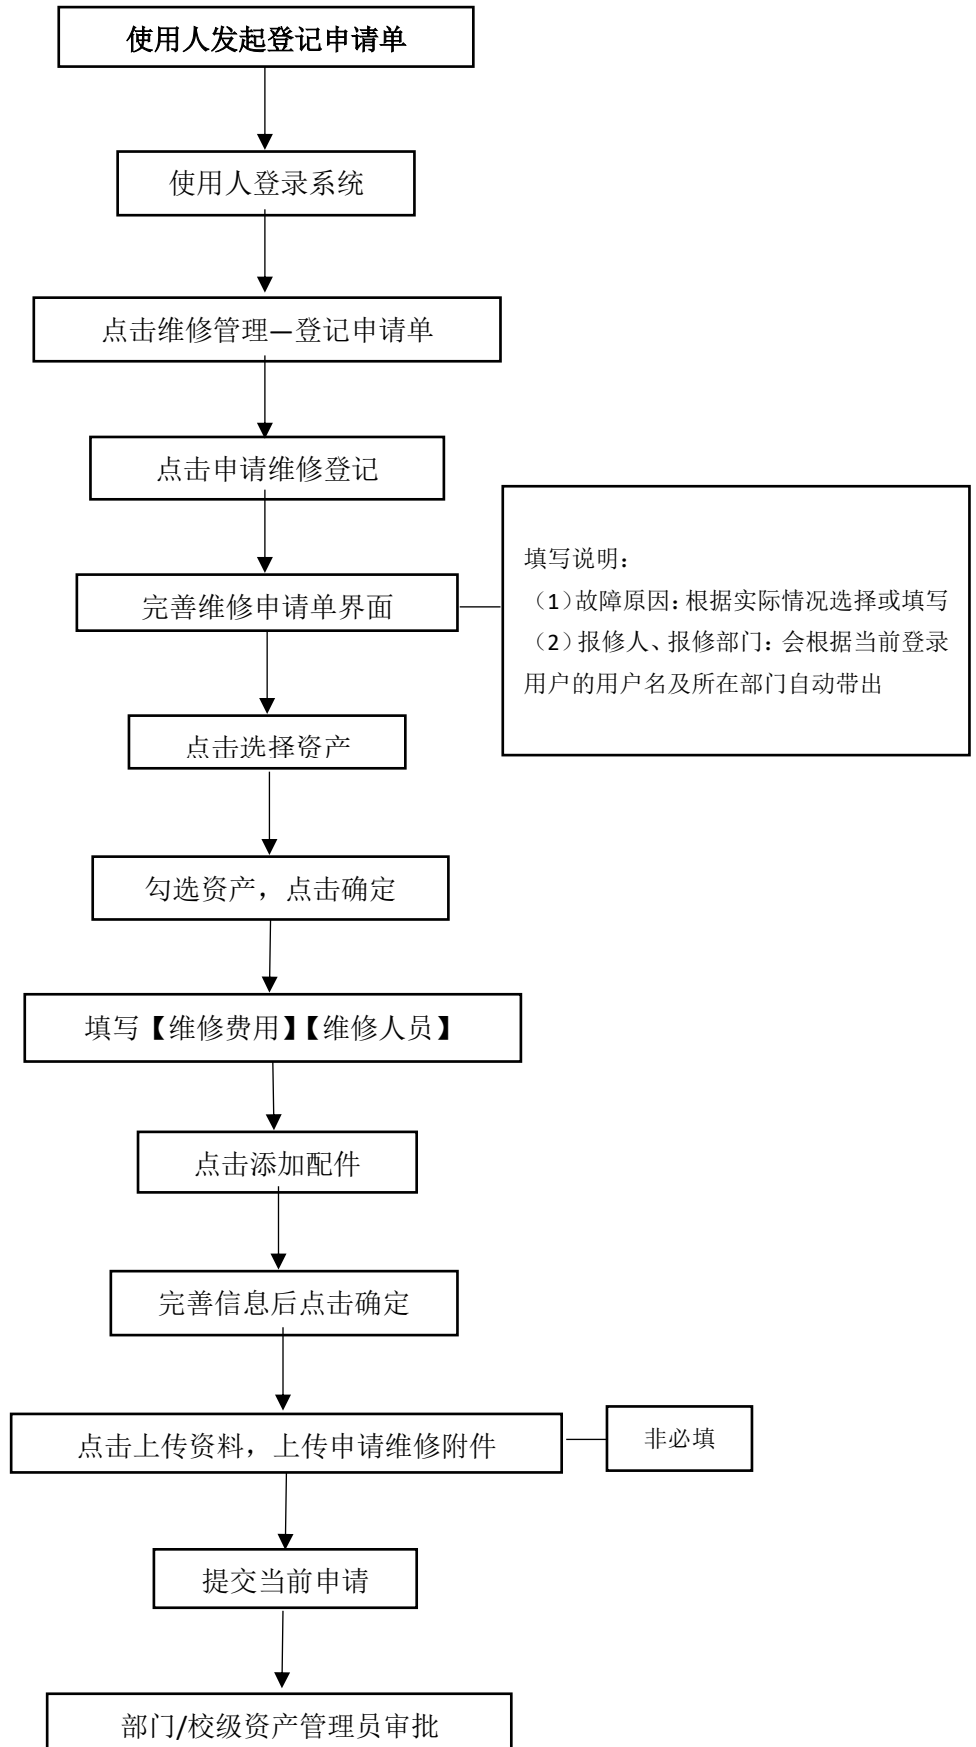 使用人发起登记申请单
使用人登录系统
点击维修管理—登记申请单
点击申请维修登记
完善维修申请单界面
填写说明：
（1）故障原因：根据实际情况选择或填写
（2）报修人、报修部门：会根据当前登录
用户的用户名及所在部门自动带出
点击选择资产
勾选资产，点击确定
填写【维修费用】【维修人员】
点击添加配件
完善信息后点击确定
点击上传资料，上传申请维修附件
非必填
提交当前申请
部门/校级资产管理员审批